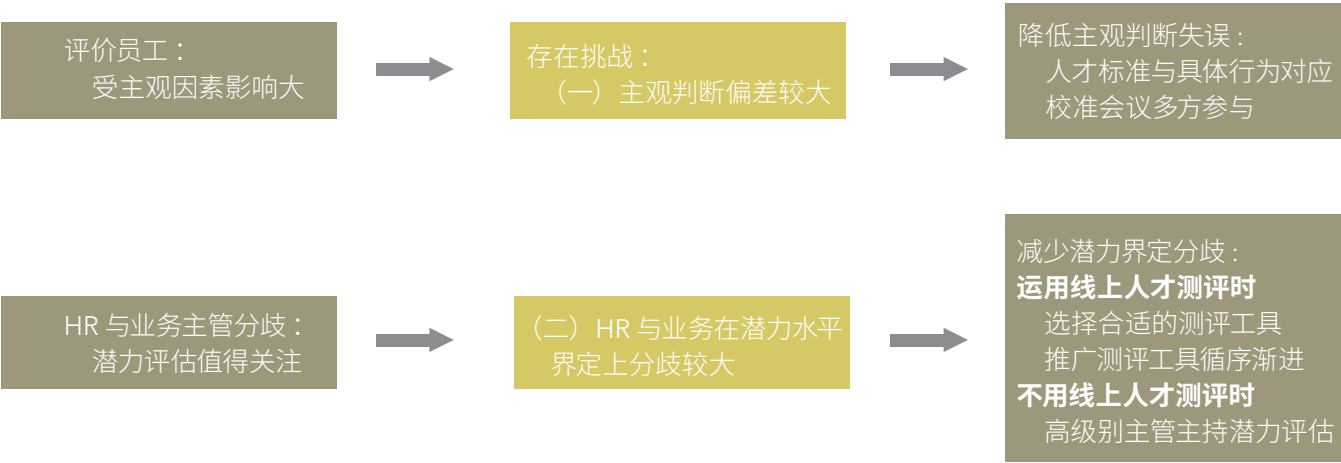 评价员工：
受主观因素影响大
存在挑战：
（一）主观判断偏差较大
降低主观判断失误：
人才标准与具体行为对应
校准会议多方参与
HR 与业务主管分歧：
潜力评估值得关注
（二）HR 与业务在潜力水平
界定上分歧较大
减少潜力界定分歧：
运用线上人才测评时
选择合适的测评工具
推广测评工具循序渐进
不用线上人才测评时
高级别主管主持潜力评估